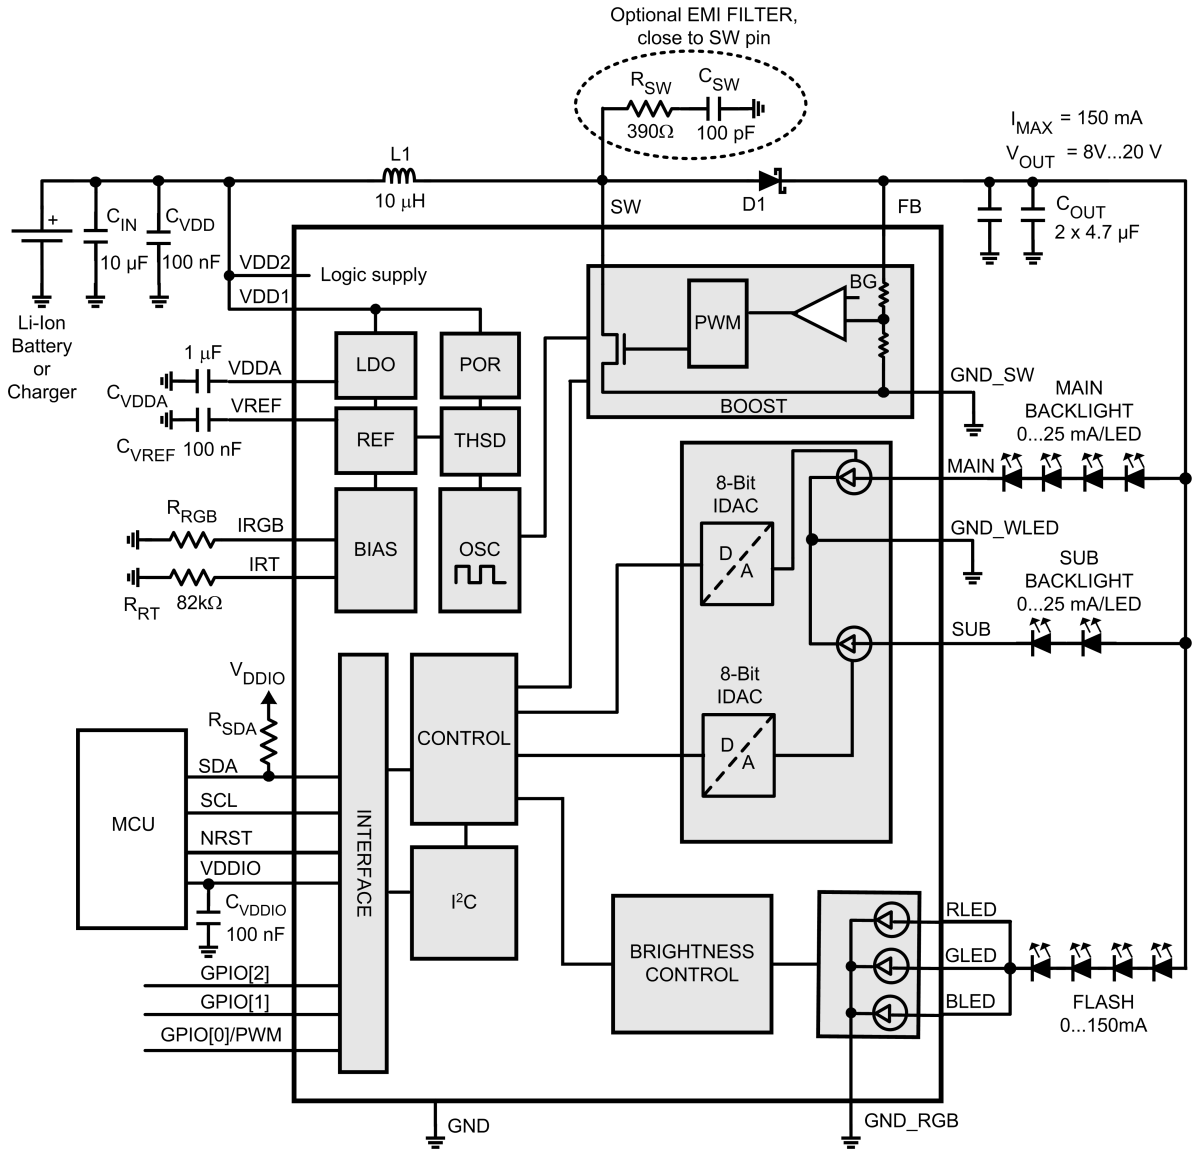 Optional EMI FILTER,
close to SW pin
R_SW
C_SW
390Ω
100 pF
I_MAX = 150 mA
V_OUT = 8V...20 V
L1
10 μH
SW
D1
FB
C_OUT
2 x 4.7 μF
+
C_IN
10 μF
C_VDD
100 nF
Li-Ion
Battery
or
Charger
VDD2
Logic supply
VDD1
1 μF
VDDA
C_VDDA
VREF
C_VREF
100 nF
LDO
POR
REF
THSD
BIAS
OSC
R_RGB
IRGB
IRT
R_RT
82kΩ
BG
PWM
BOOST
GND_SW
MAIN
BACKLIGHT
0...25 mA/LED
MAIN
8-Bit
IDAC
D
A
GND_WLED
SUB
BACKLIGHT
0...25 mA/LED
SUB
8-Bit
IDAC
D
A
V_DDIO
R_SDA
MCU
SDA
SCL
NRST
VDDIO
C_VDDIO
100 nF
GPIO[2]
GPIO[1]
GPIO[0]/PWM
INTERFACE
CONTROL
I²C
BRIGHTNESS
CONTROL
RLED
GLED
BLED
FLASH
0...150mA
GND
GND_RGB